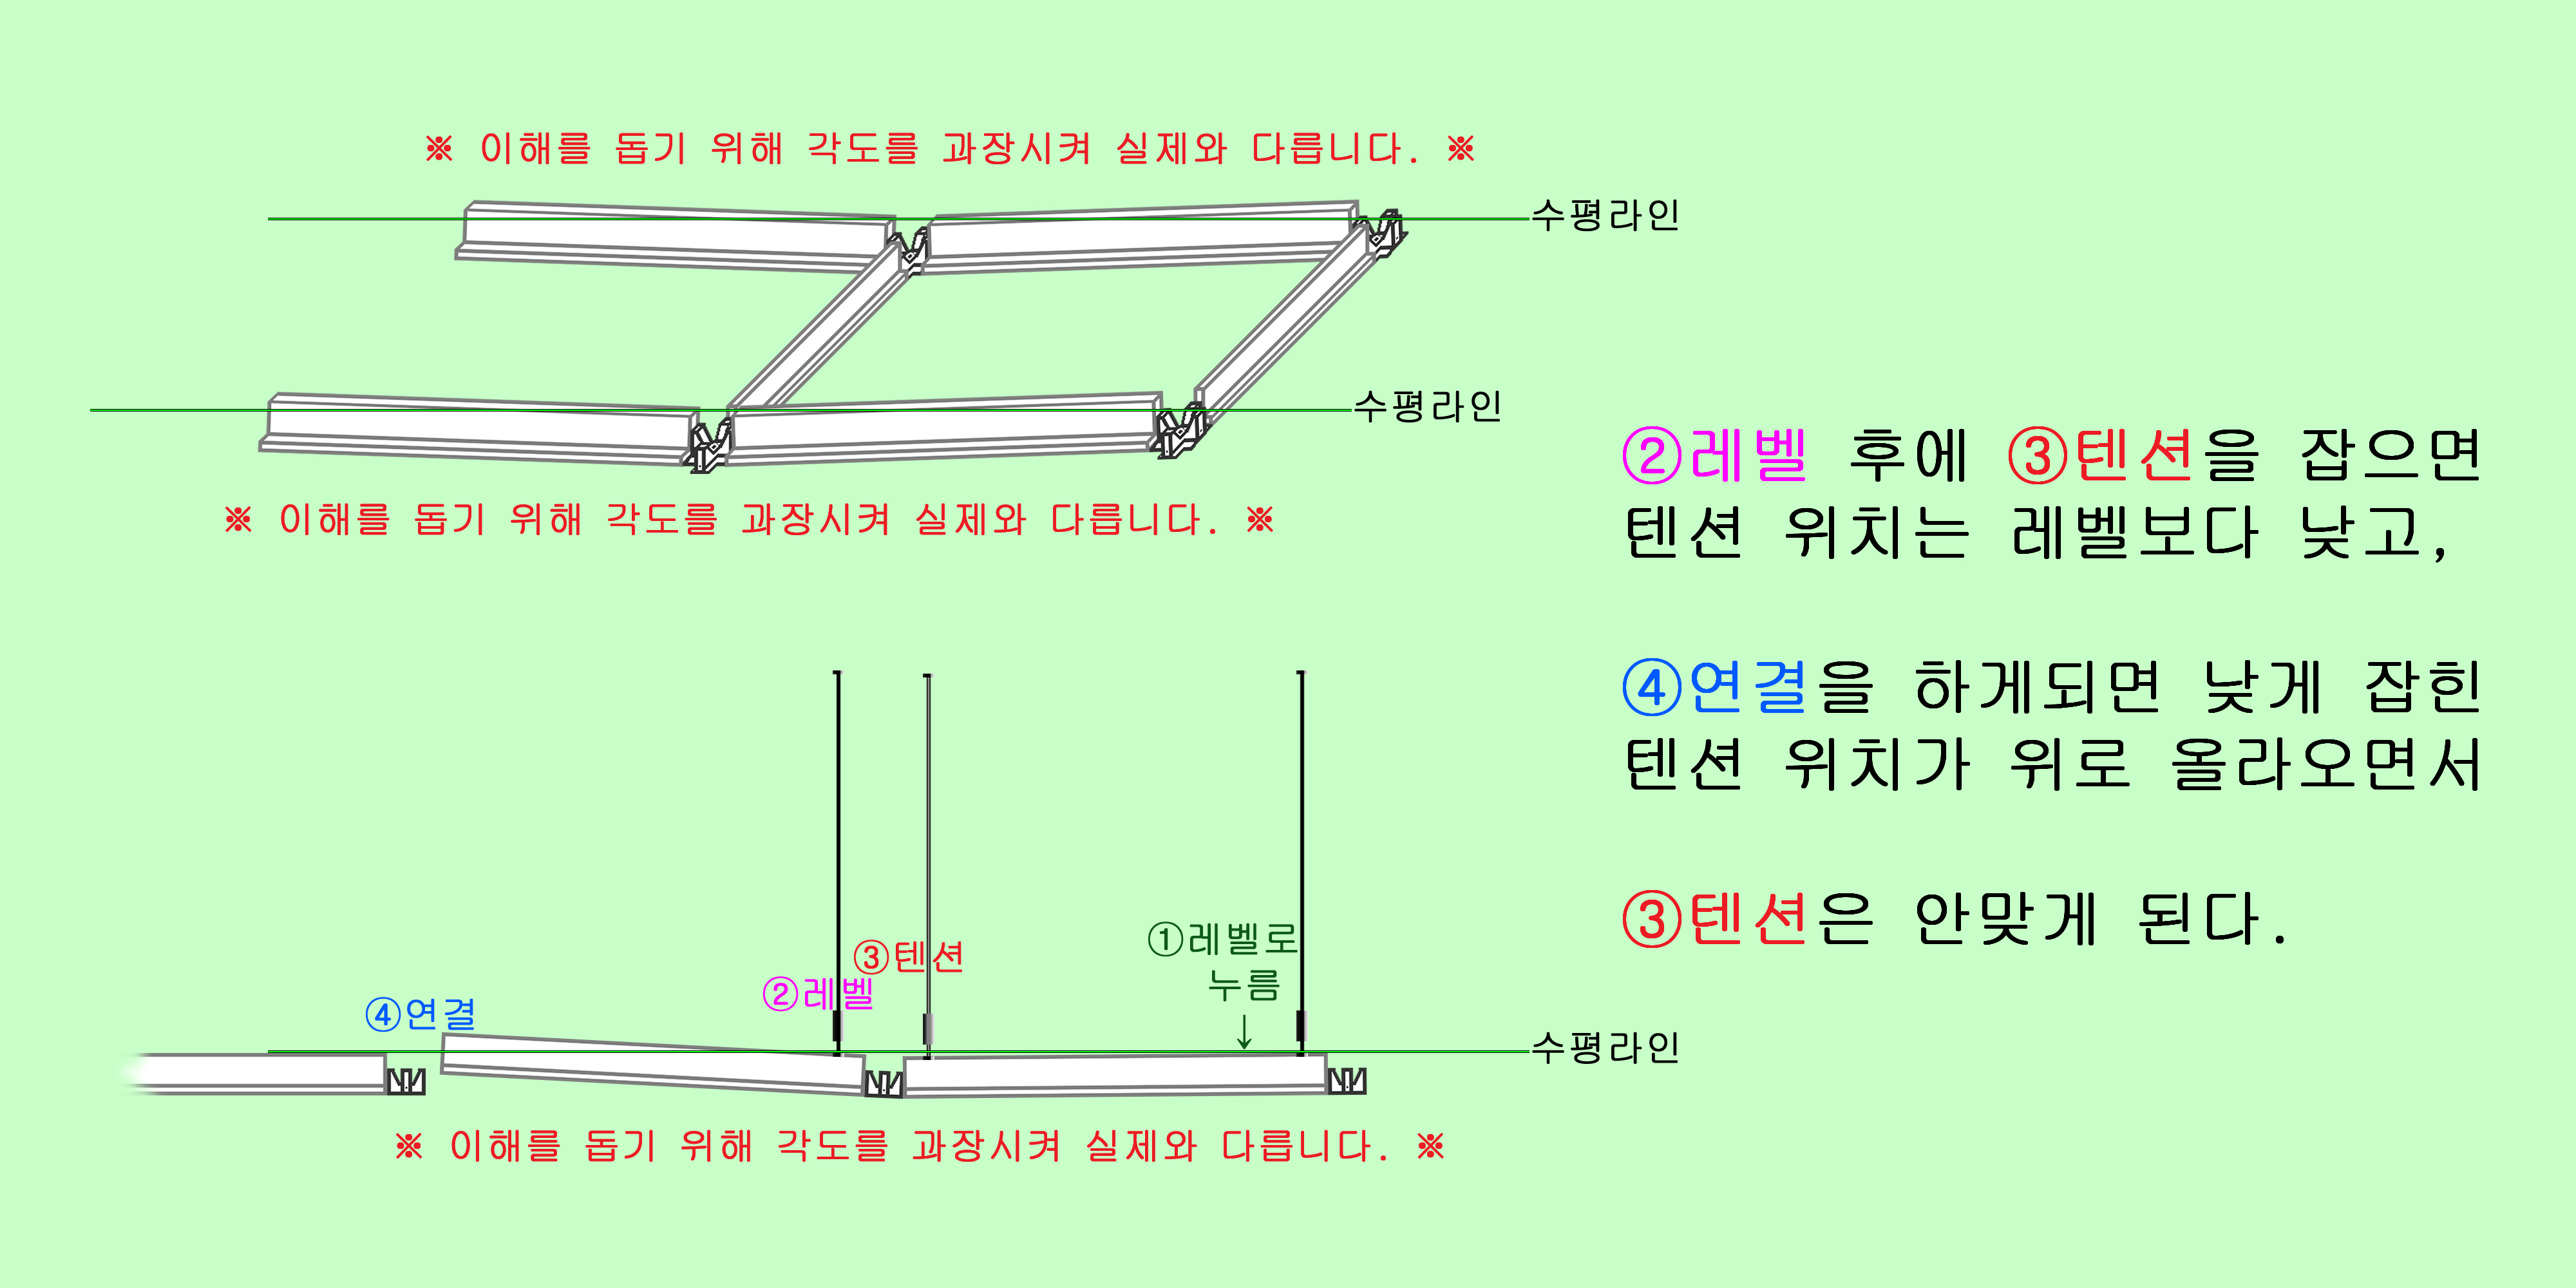 ※ 이해를 돕기 위해 각도를 과장시켜 실제와 다릅니다. ※
수평라인
수평라인
※ 이해를 돕기 위해 각도를 과장시켜 실제와 다릅니다. ※
②레벨 후에 ③텐션을 잡으면
텐션 위치는 레벨보다 낮고,
④연결을 하게되면 낮게 잡힌
텐션 위치가 위로 올라오면서
③텐션은 안맞게 된다.
①레벨로
누름
↓
③텐션
②레벨
④연결
수평라인
※ 이해를 돕기 위해 각도를 과장시켜 실제와 다릅니다. ※